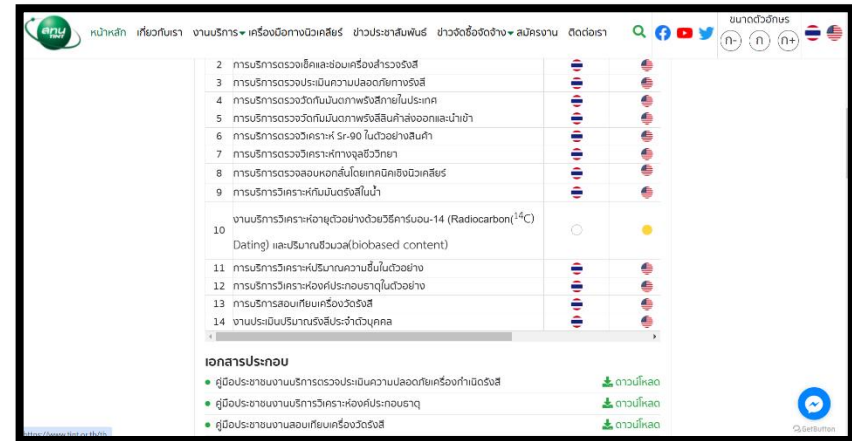 สทน
TINT
หน้าหลัก เกี่ยวกับเรา งานบริการ เครื่องมือทางนิวเคลียร์ ข่าวประชาสัมพันธ์ ข่าวจัดซื้อจัดจ้าง สมัครงาน ติดต่อเรา
ขนาดตัวอักษร
ก- ก ก+
2 การบริการตรวจเช็คและซ่อมเครื่องสำรวจรังสี
3 การบริการตรวจประเมินความปลอดภัยทางรังสี
4 การบริการตรวจวัดกัมมันตภาพรังสีภายในประเทศ
5 การบริการตรวจวัดกัมมันตภาพรังสีสินค้าส่งออกและนำเข้า
6 การบริการตรวจวิเคราะห์ Sr-90 ในตัวอย่างสินค้า
7 การบริการตรวจวิเคราะห์ทางจุลชีววิทยา
8 การบริการตรวจสอบหอกลั่นโดยเทคนิคเชิงนิวเคลียร์
9 การบริการวิเคราะห์กัมมันตรังสีในน้ำ
10 งานบริการวิเคราะห์อายุตัวอย่างด้วยวิธีคาร์บอน-14 (Radiocarbon(¹⁴C)
Dating) และปริมาณชีวมวล(biobased content)
11 การบริการวิเคราะห์ปริมาณความชื้นในตัวอย่าง
12 การบริการวิเคราะห์องค์ประกอบธาตุในตัวอย่าง
13 การบริการสอบเทียบเครื่องวัดรังสี
14 งานประเมินปริมาณรังสีประจำตัวบุคคล
เอกสารประกอบ
คู่มือประชาชนงานบริการตรวจประเมินความปลอดภัยเครื่องกำเนิดรังสี ดาวน์โหลด
คู่มือประชาชนงานบริการวิเคราะห์องค์ประกอบธาตุ ดาวน์โหลด
คู่มือประชาชนงานสอบเทียบเครื่องวัดรังสี ดาวน์โหลด
https://www.tint.or.th/th
GetButton